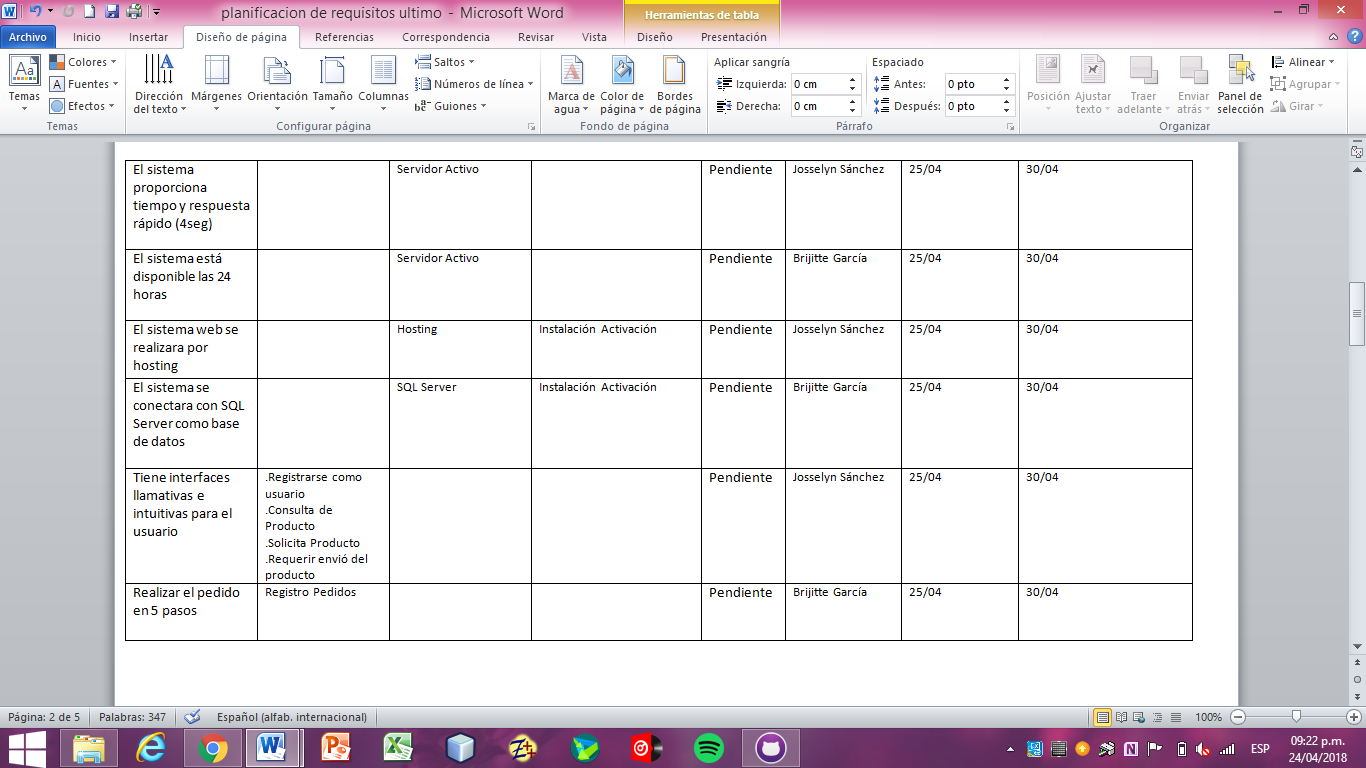 planificacion de requisitos ultimo - Microsoft Word
Herramientas de tabla
Archivo Inicio Insertar Diseño de página Referencias Correspondencia Revisar Vista Diseño Presentación
Temas
Colores
Fuentes
Efectos
Temas
Dirección del texto
Márgenes
Orientación
Tamaño
Columnas
Saltos
Números de línea
Guiones
Configurar página
Marca de agua
Color de página
Bordes de página
Fondo de página
Aplicar sangría
Izquierda: 0 cm
Derecha: 0 cm
Espaciado
Antes: 0 pto
Después: 0 pto
Párrafo
Posición
Ajustar texto
Traer adelante
Enviar atrás
Panel de selección
Alinear
Agrupar
Girar
Organizar
El sistema
proporciona
tiempo y respuesta
rápido (4seg)
Servidor Activo
Pendiente
Josselyn Sánchez
25/04
30/04
El sistema está
disponible las 24
horas
Servidor Activo
Pendiente
Brijitte García
25/04
30/04
El sistema web se
realizara por
hosting
Hosting
Instalación Activación
Pendiente
Josselyn Sánchez
25/04
30/04
El sistema se
conectara con SQL
Server como base
de datos
SQL Server
Instalación Activación
Pendiente
Brijitte García
25/04
30/04
Tiene interfaces
llamativas e
intuitivas para el
usuario
.Registrarse como
usuario
.Consulta de
Producto
.Solicita Producto
.Requerir envió del
producto
Pendiente
Josselyn Sánchez
25/04
30/04
Realizar el pedido
en 5 pasos
Registro Pedidos
Pendiente
Brijitte García
25/04
30/04
Página: 2 de 5 Palabras: 347 Español (alfab. internacional) 100%
ESP
09:22 p.m.
24/04/2018